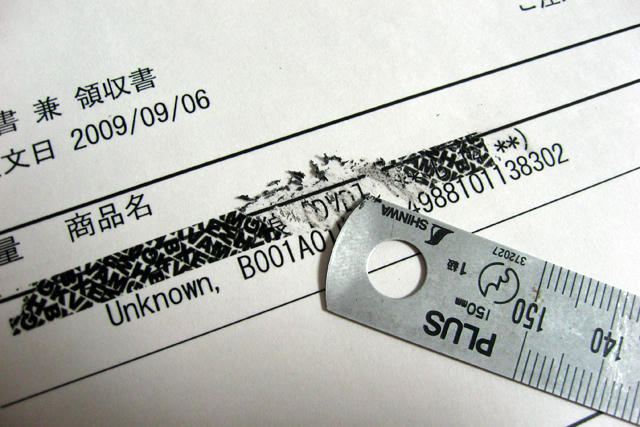 ご注
書 兼 領収書
文日 2009/09/06
商品名
量
**)
Unknown, B001A0
4988101138302
SHINWA
372027
1級
150mm
PLUS
150
140